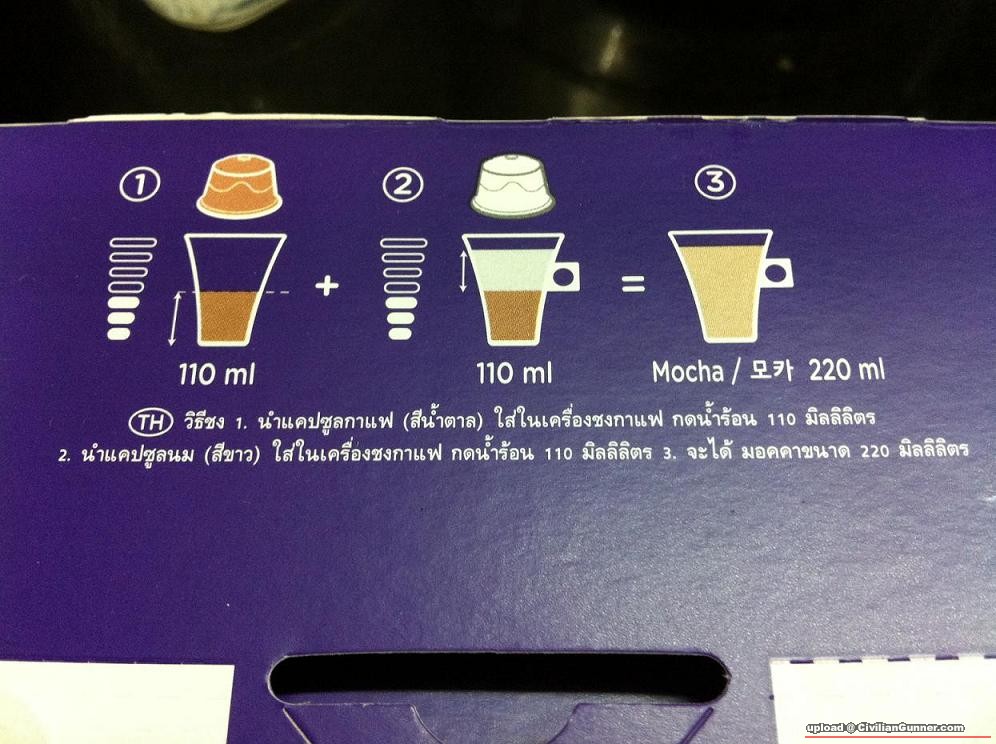 1 2 3
+ =
110 ml 110 ml Mocha / 모카 220 ml
TH วิธีชง 1. นำแคปซูลกาแฟ (สีน้ำตาล) ใส่ในเครื่องชงกาแฟ กดน้ำร้อน 110 มิลลิลิตร
2. นำแคปซูลนม (สีขาว) ใส่ในเครื่องชงกาแฟ กดน้ำร้อน 110 มิลลิลิตร 3. จะได้ มอคคาขนาด 220 มิลลิลิตร
upload @ CivilianGunner.com